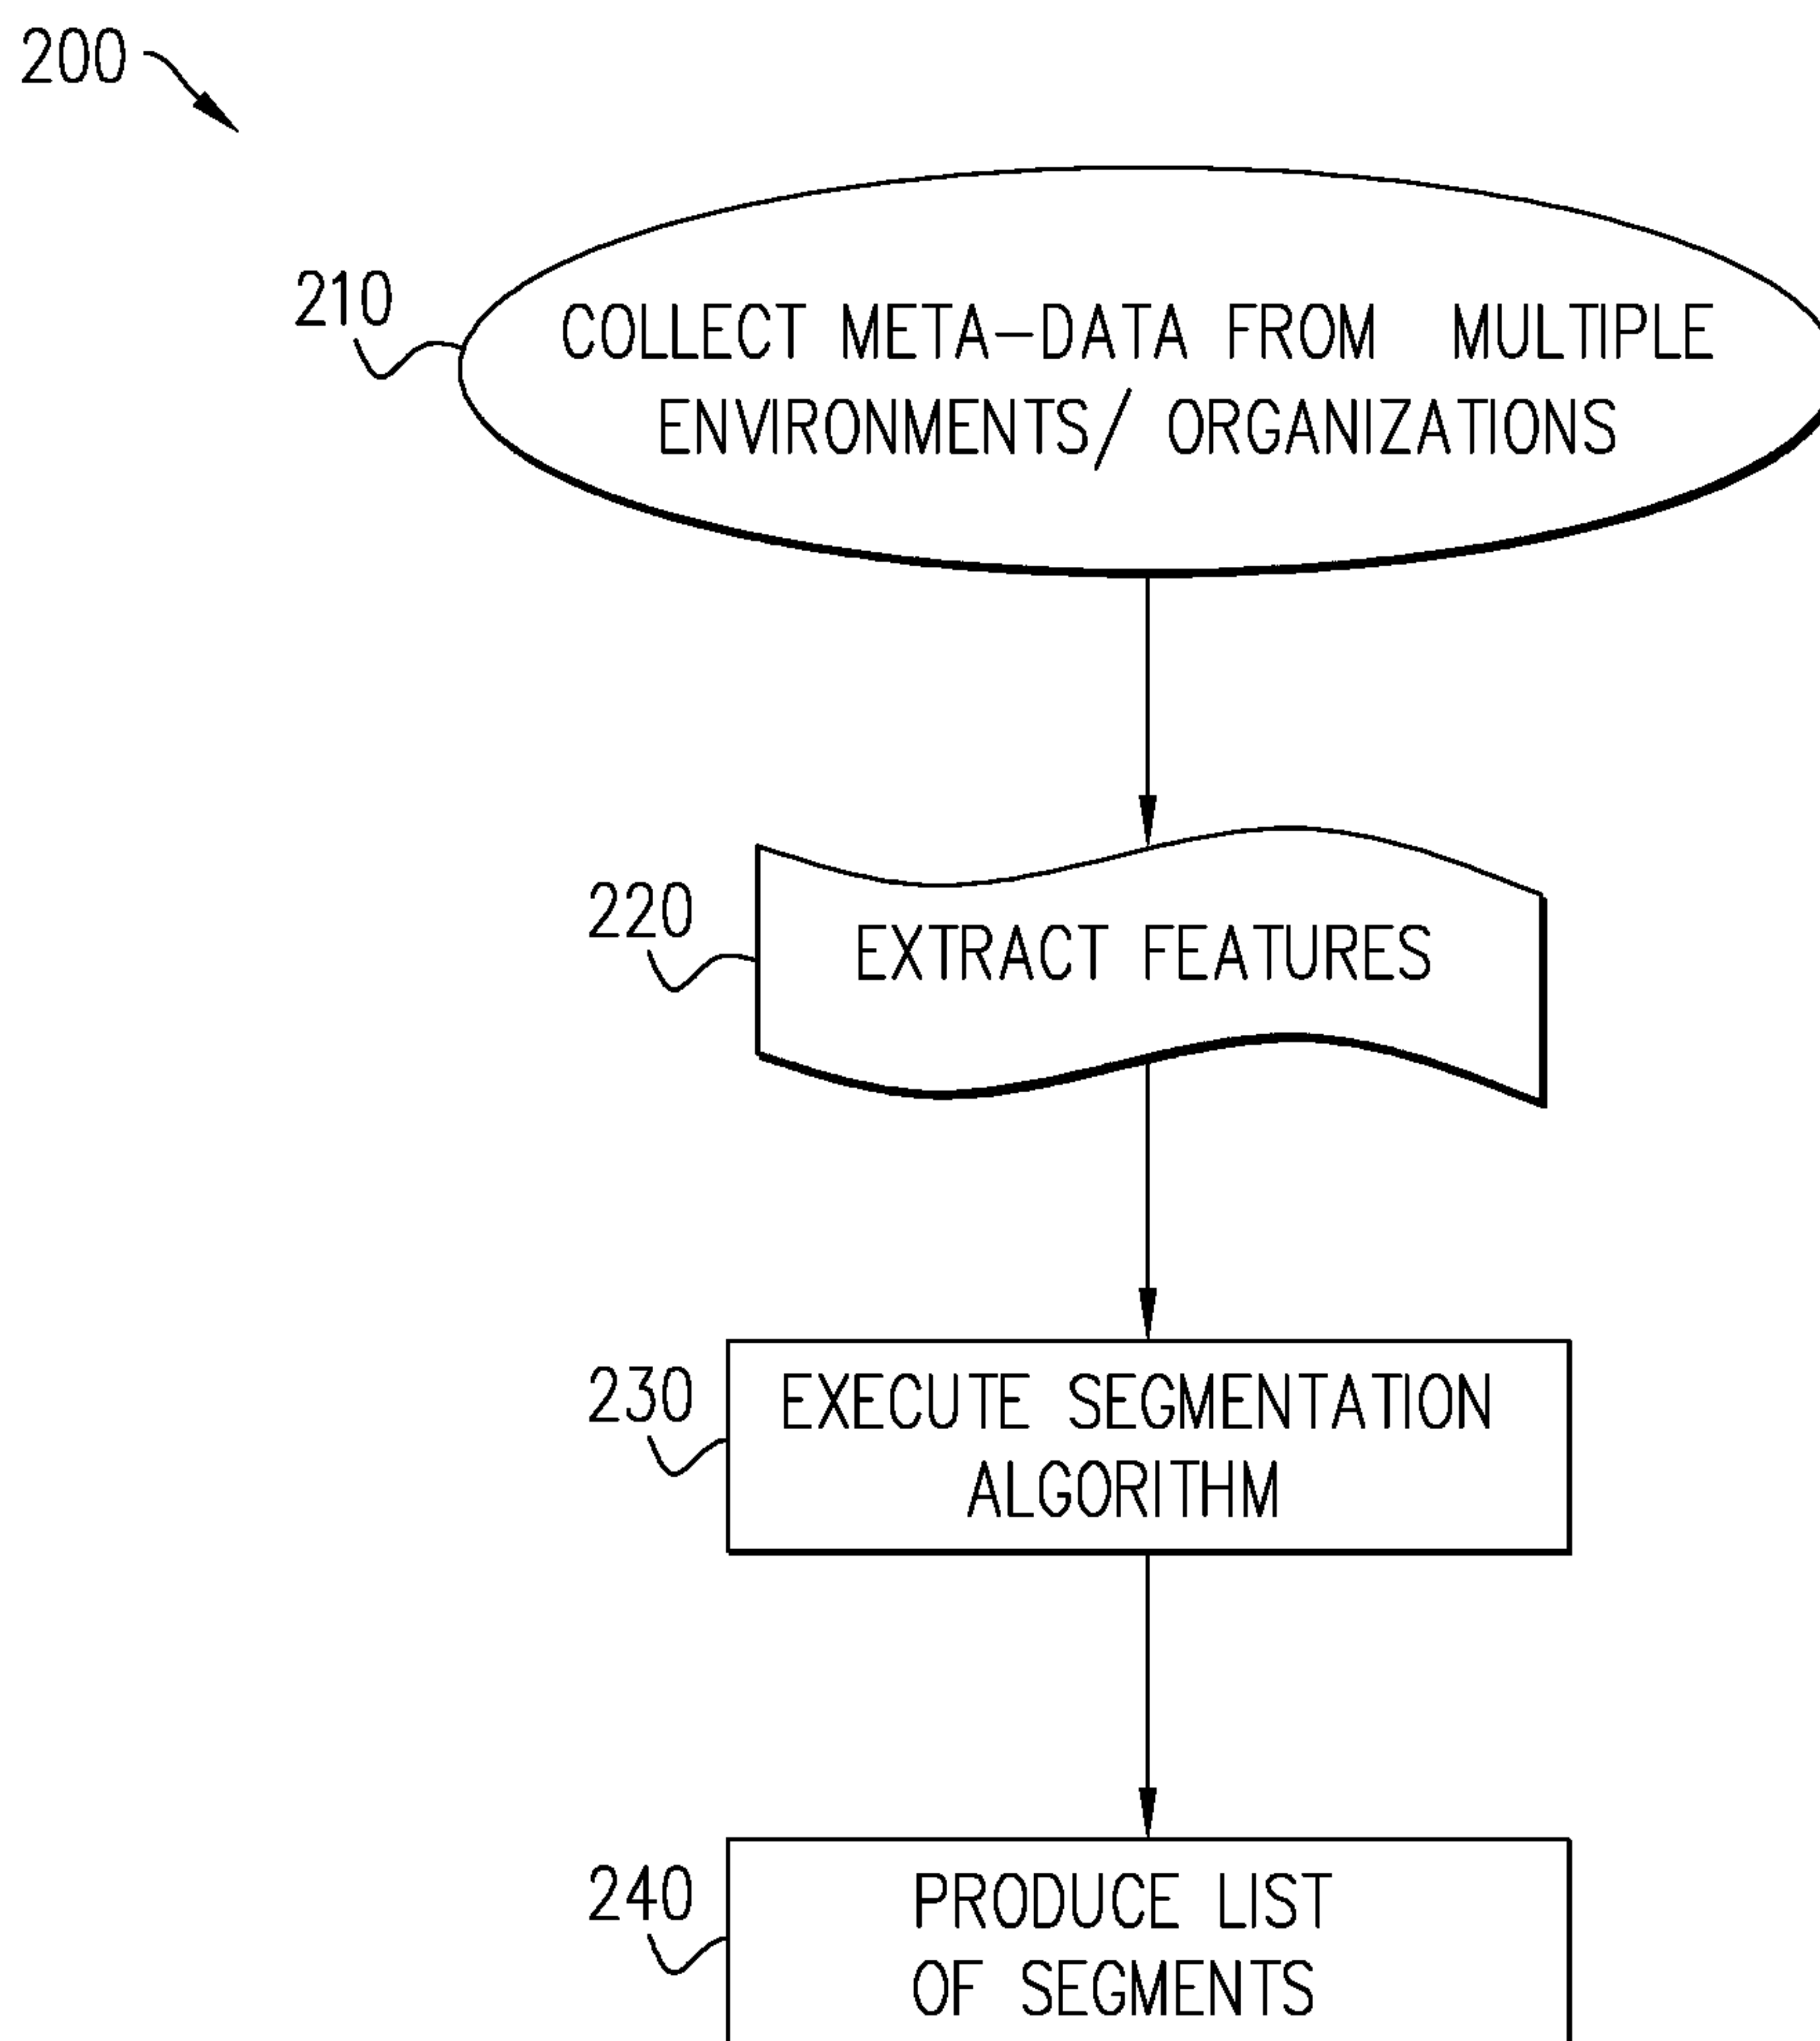 200
210
COLLECT META-DATA FROM MULTIPLE
ENVIRONMENTS/ ORGANIZATIONS
220
EXTRACT FEATURES
230
EXECUTE SEGMENTATION
ALGORITHM
240
PRODUCE LIST
OF SEGMENTS